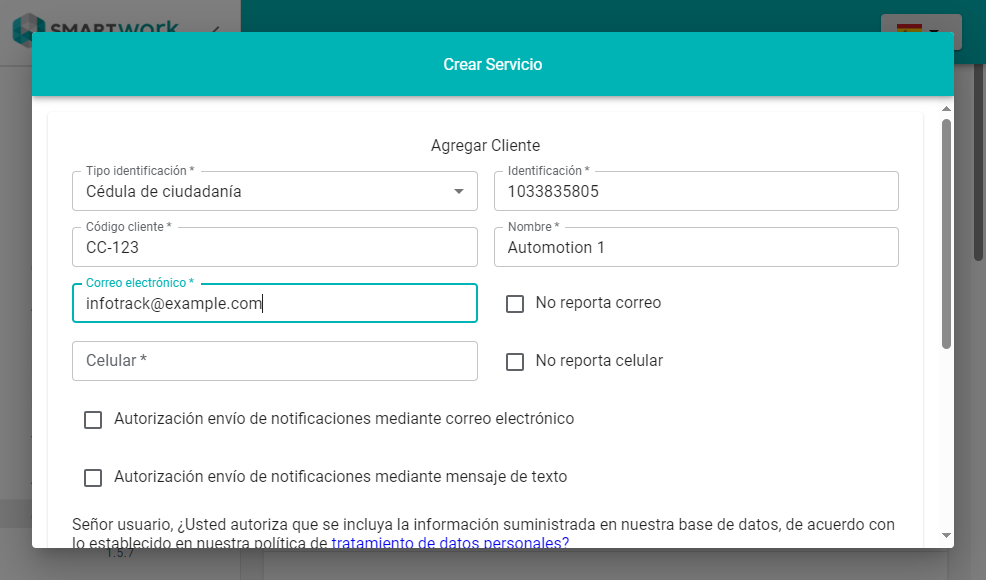 SMARTwork
Crear Servicio
Agregar Cliente
Tipo identificación *
Cédula de ciudadanía
Identificación *
1033835805
Código cliente *
CC-123
Nombre *
Automotion 1
Correo electrónico *
infotrack@example.com
No reporta correo
Celular *
No reporta celular
Autorización envío de notificaciones mediante correo electrónico
Autorización envío de notificaciones mediante mensaje de texto
Señor usuario, ¿Usted autoriza que se incluya la información suministrada en nuestra base de datos, de acuerdo con
lo establecido en nuestra política de tratamiento de datos personales?
1.5.7